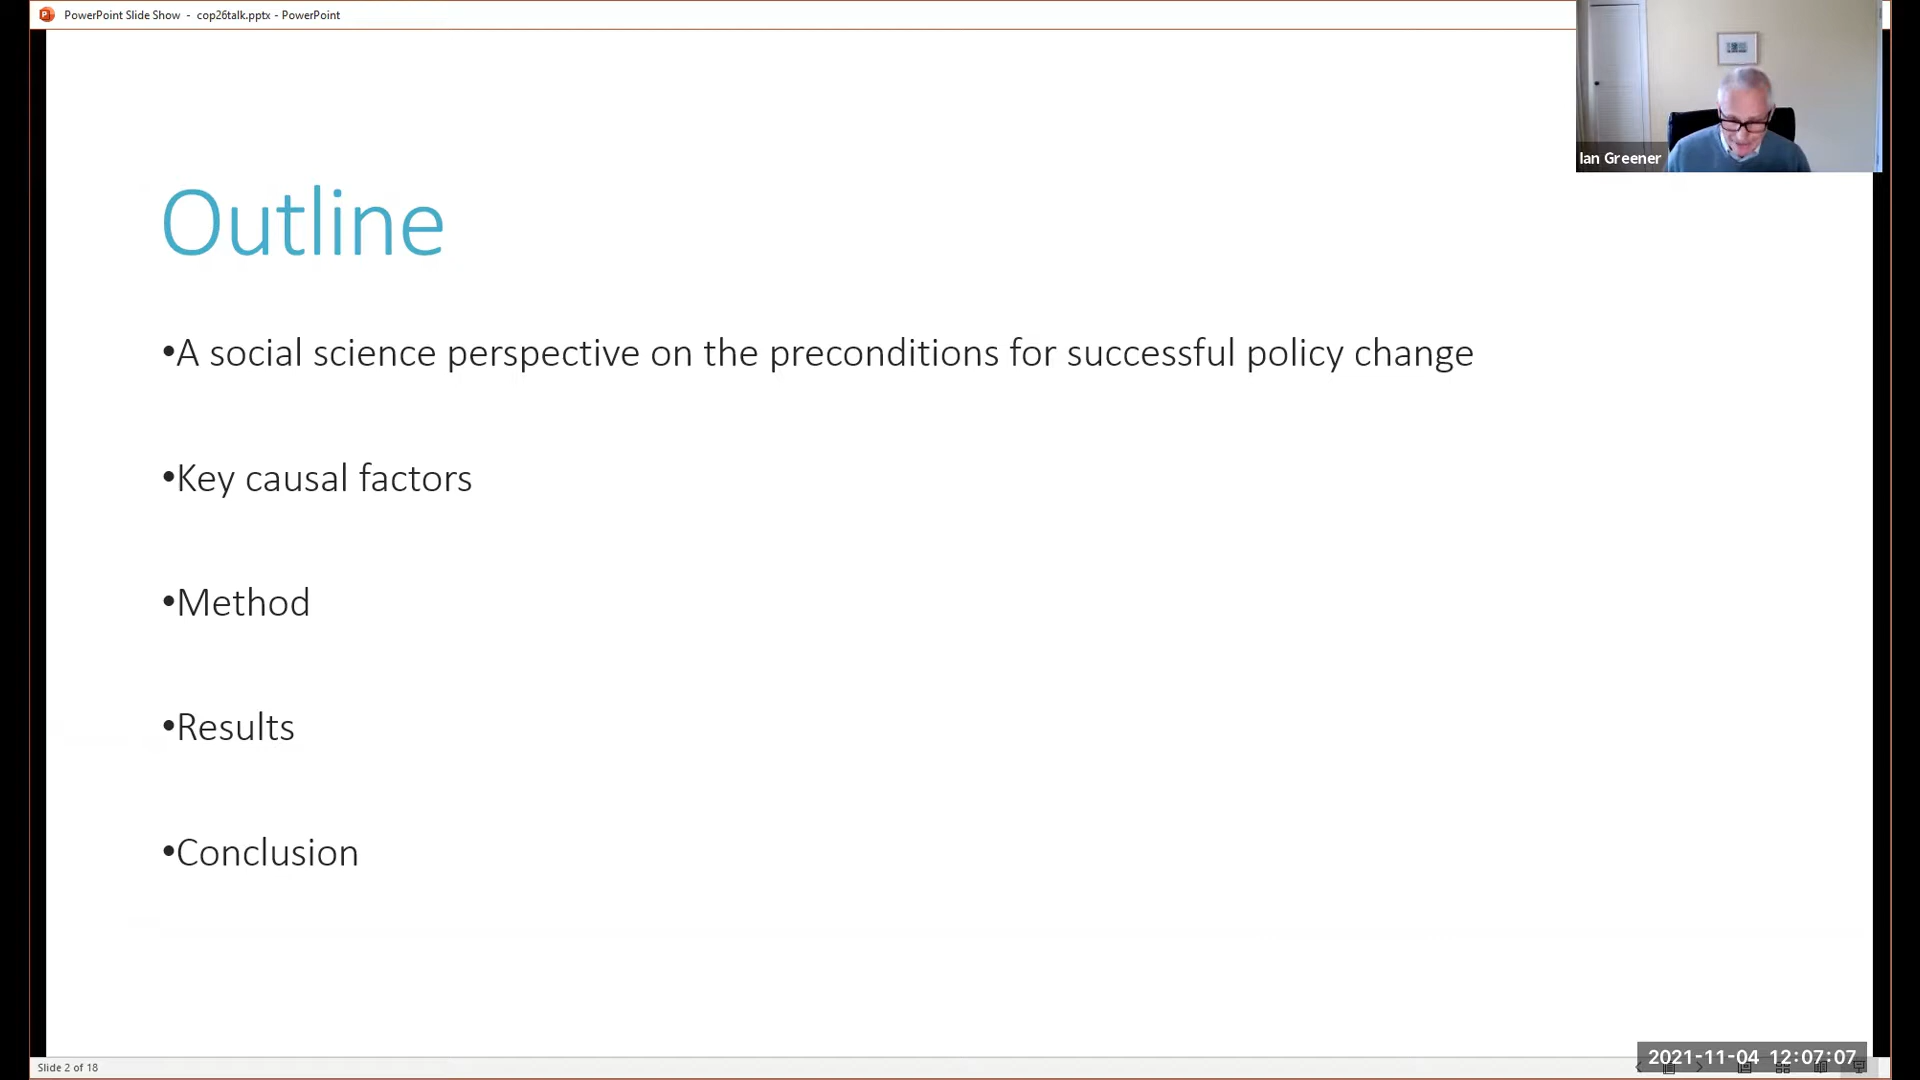 PowerPoint Slide Show - cop26talk.pptx - PowerPoint
Ian Greener
Outline
•A social science perspective on the preconditions for successful policy change
•Key causal factors
•Method
•Results
•Conclusion
Slide 2 of 18
2021-11-04 12:07:07